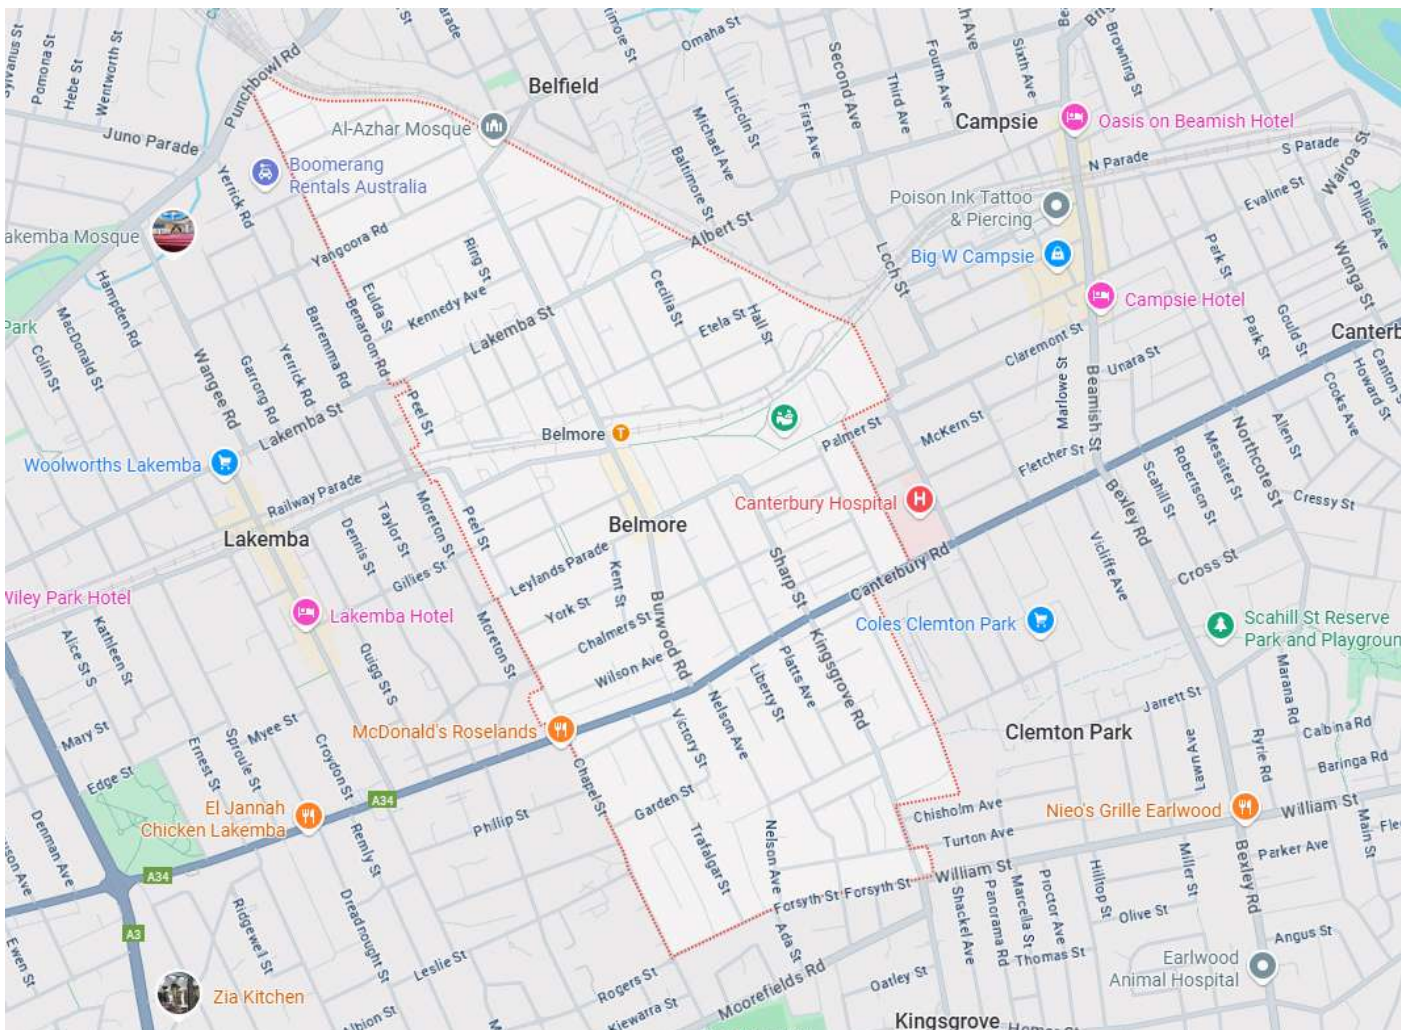 Sylvanus St
Pomona St
Hebe St
Wentworth St
Juno Parade
Punchbowl Rd
Belfield
Omaha St
Second Ave
Fourth Ave
Sixth Ave
Third Ave
First Ave
Browning St
Campsie
Oasis on Beamish Hotel
N Parade
S Parade
Wairoa St
Al-Azhar Mosque
Boomerang
Rentals Australia
Yerrick Rd
akemba Mosque
Lincoln St
Michael Ave
Baltimore St
Albert St
Poison Ink Tattoo
& Piercing
Evaline St
Phillips Ave
Big W Campsie
Loch St
Park St
Wonga St
Campsie Hotel
Yangoora Rd
Ring St
Kennedy Ave
Eulda St
Benaroon Rd
Barremma Rd
Yerrick Rd
Garrong Rd
Wangee Rd
Hampden Rd
MacDonald St
Colin St
Park
Lakemba St
Lakemba St
Cecilia St
Etela St
Hall St
Claremont St
Unara St
Marlowe St
Beamish St
Park St
Gould St
Cooks Ave
Howard St
Canton S
Canterb
Peel St
Belmore
Palmer St
McKern St
Fletcher St
Woolworths Lakemba
Railway Parade
Canterbury Hospital
Bexley Rd
Scahill St
Robertson St
Messiter St
Northcote St
Allen St
Cressy St
Lakemba
Dennis St
Taylor St
Moreton St
Gillies St
Peel St
Belmore
Leylands Parade
Kent St
York St
Chalmers St
Wilson Ave
Burwood Rd
Sharp St
Canterbury Rd
Kingsgrove Rd
Vicliffe Ave
Cross St
Wiley Park Hotel
Lakemba Hotel
Coles Clemton Park
Scahill St Reserve
Park and Playgroun
Alice St S
Kathleen St
Quigg St S
Moreton St
Liberty St
Platts Ave
Nelson Ave
Victory St
McDonald's Roselands
Clemton Park
Jarrett St
Marana Rd
Cabina Rd
Baringa Rd
Ryrie Rd
Lawn Ave
Mary St
Edge St
Myee St
Ernest St
Sproule St
Croydon St
Chapel St
Garden St
El Jannah
Chicken Lakemba
A34
Phillip St
Remly St
Trafalgar St
Nelson Ave
Chisholm Ave
Turton Ave
William St
Nieo's Grille Earlwood
William St
Main St
Parker Ave
Bexley Rd
Denman Ave
A34
Forsyth St
Forsyth St
Shackel Ave
Panorama Rd
Marcella St
Proctor Ave
Hilltop St
Miller St
Olive St
Thomas St
Angus St
A3
Ridgewell St
Dreadnought St
Leslie St
Ada St
Moorefields Rd
Rogers St
Kiewarra St
Oatley St
Earlwood
Animal Hospital
Ewen St
Zia Kitchen
Albion St
Kingsgrove